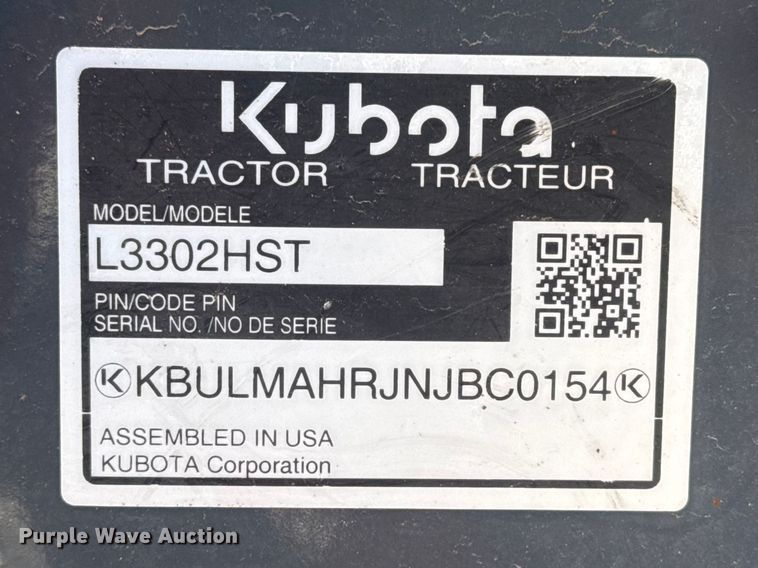 Kubota
TRACTOR TRACTEUR
MODEL/MODELE
L3302HST
PIN/CODE PIN
SERIAL NO. /NO DE SERIE
KBULMAHRJNJBC0154
ASSEMBLED IN USA
KUBOTA Corporation
Purple Wave Auction